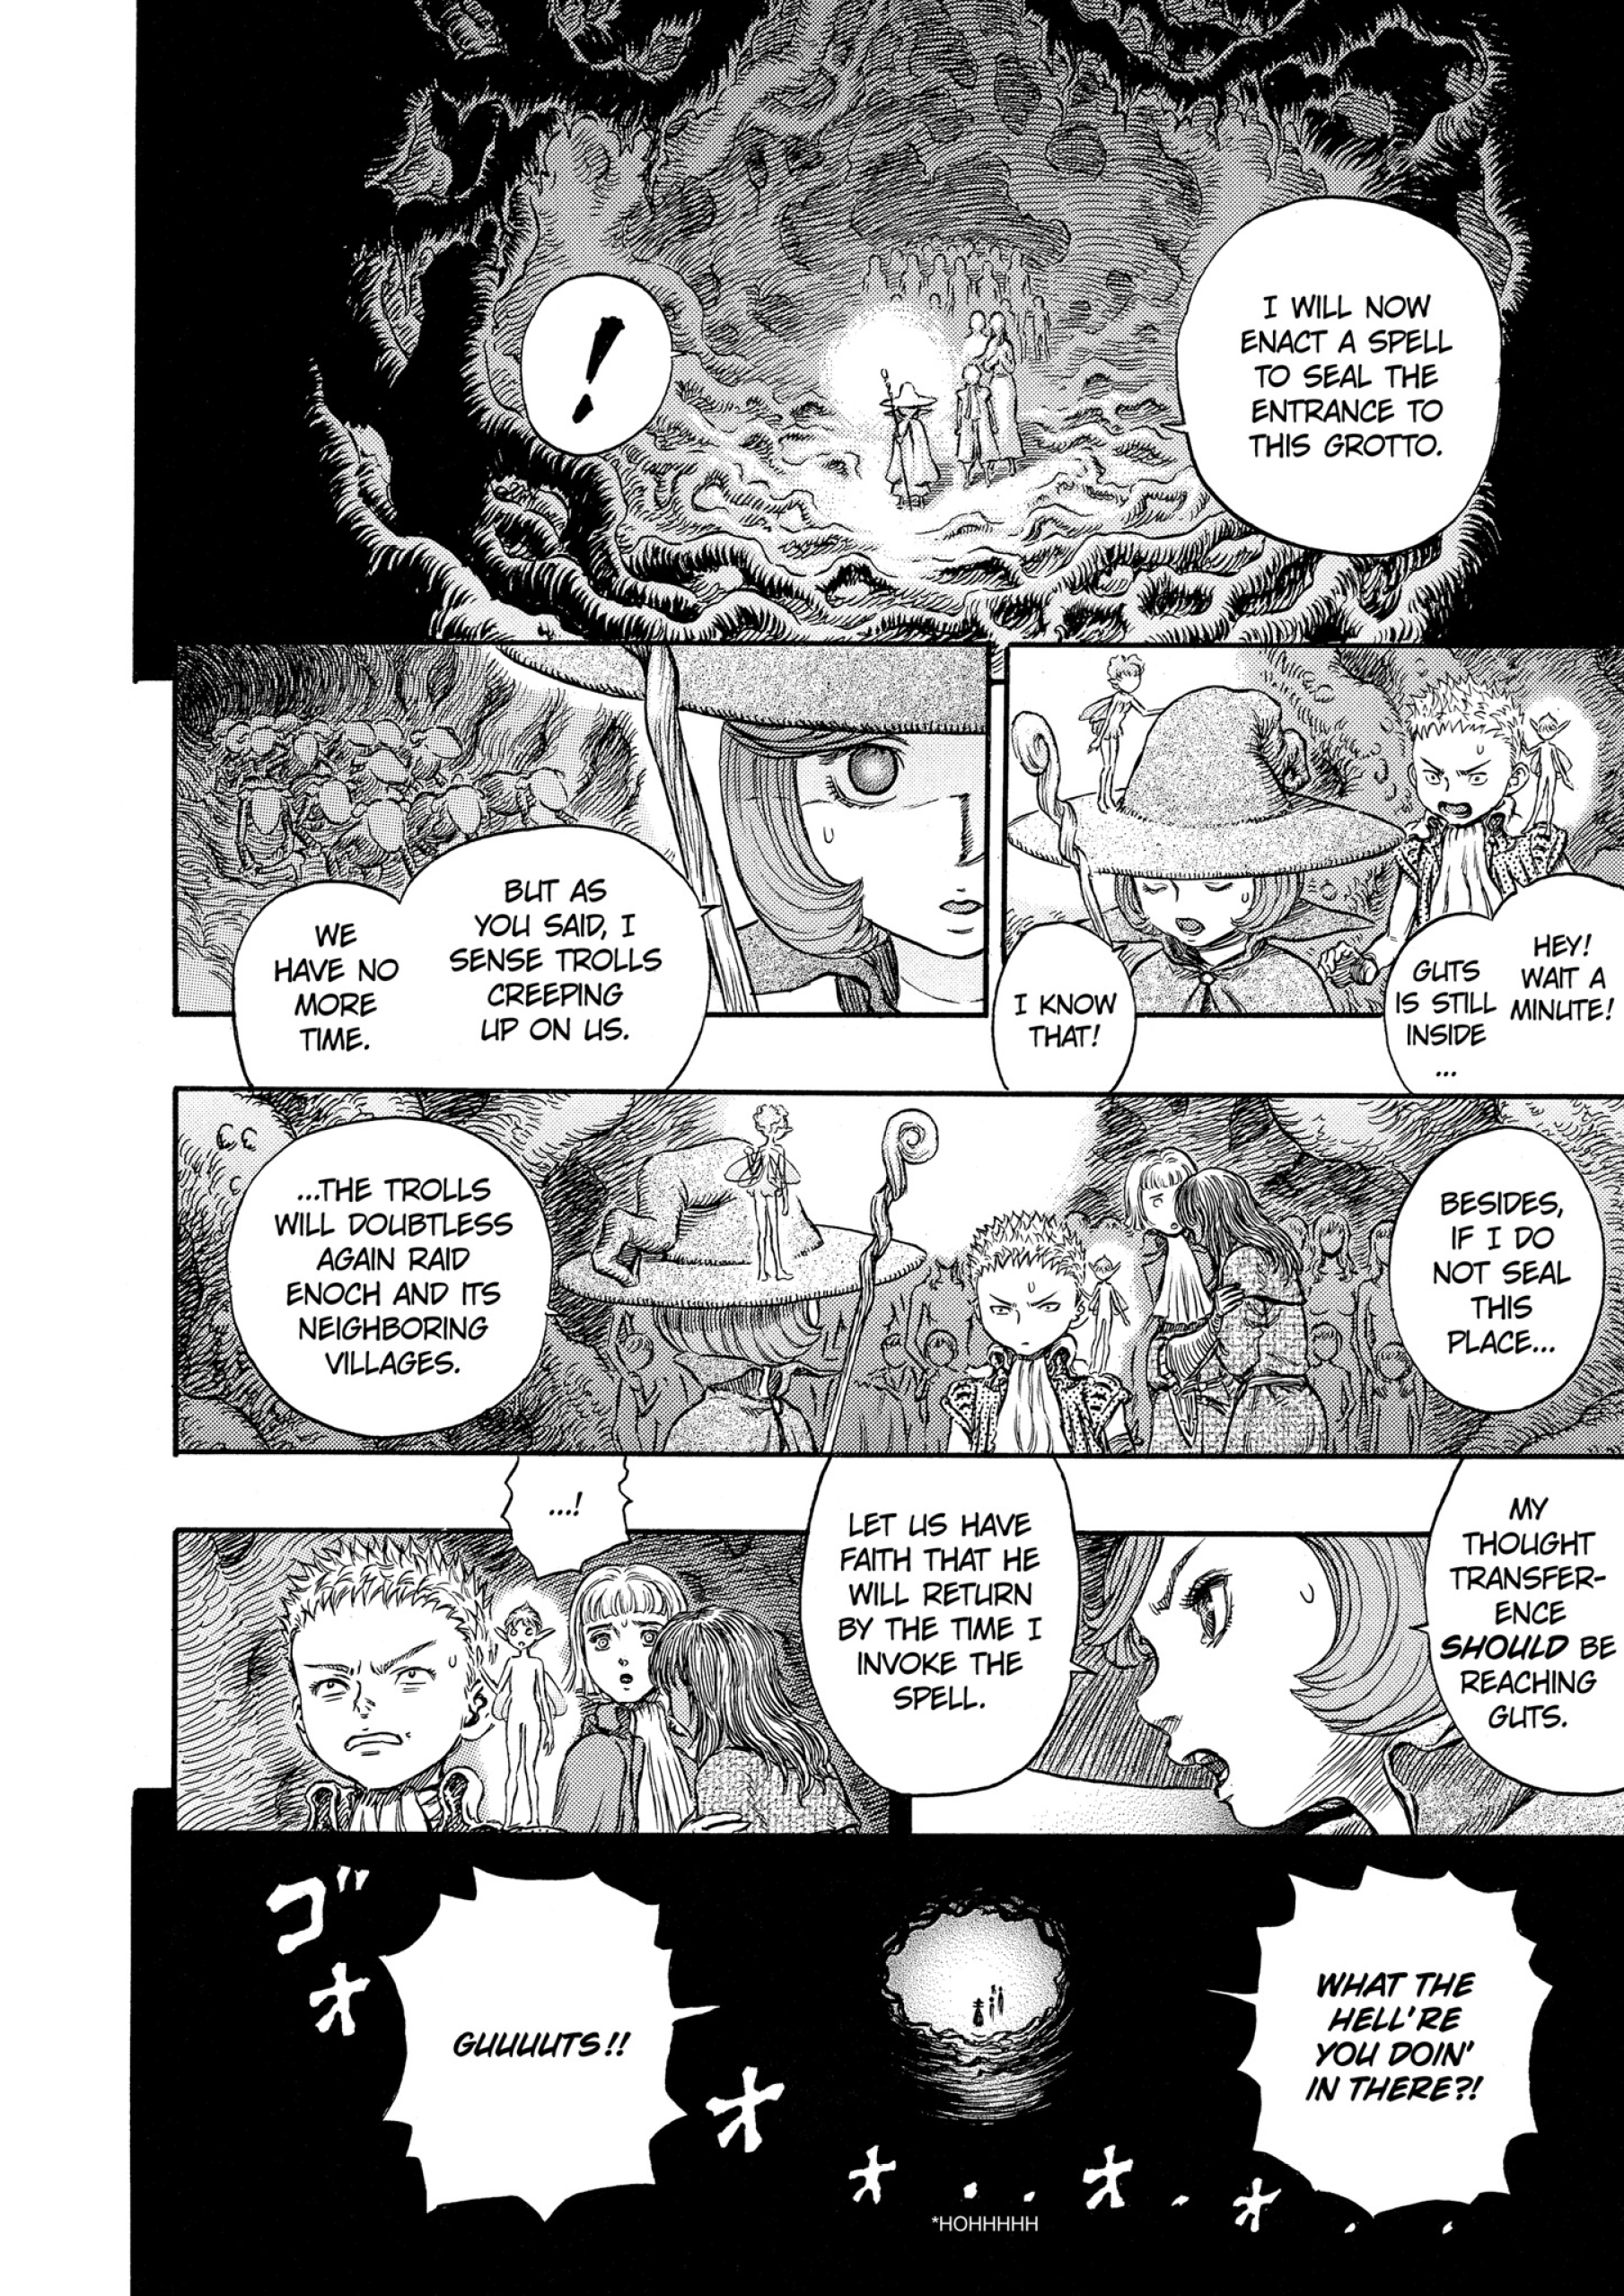 I WILL NOW
ENACT A SPELL
TO SEAL THE
ENTRANCE TO
THIS GROTTO.
!
HEY!
WAIT A
MINUTE!
GUTS
IS STILL
INSIDE
...
I KNOW
THAT!
BUT AS
YOU SAID, I
SENSE TROLLS
CREEPING
UP ON US.
WE
HAVE NO
MORE
TIME.
BESIDES,
IF I DO
NOT SEAL
THIS
PLACE...
...THE TROLLS
WILL DOUBTLESS
AGAIN RAID
ENOCH AND ITS
NEIGHBORING
VILLAGES.
MY
THOUGHT
TRANSFER-
ENCE
SHOULD BE
REACHING
GUTS.
LET US HAVE
FAITH THAT HE
WILL RETURN
BY THE TIME I
INVOKE THE
SPELL.
...!
WHAT THE
HELL'RE
YOU DOIN'
IN THERE?!
GUUUUTS!!
ゴオオオ..オ.オ..
*HOHHHHH